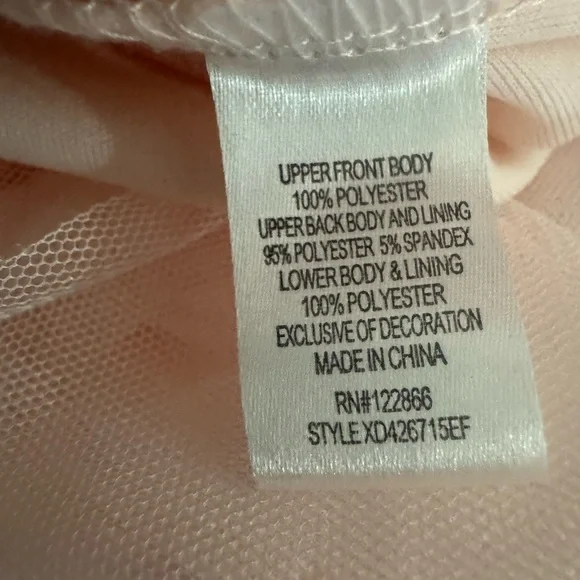 UPPER FRONT BODY
100% POLYESTER
UPPER BACK BODY AND LINING
95% POLYESTER 5% SPANDEX
LOWER BODY & LINING
100% POLYESTER
EXCLUSIVE OF DECORATION
MADE IN CHINA
RN#122866
STYLE XD426715EF